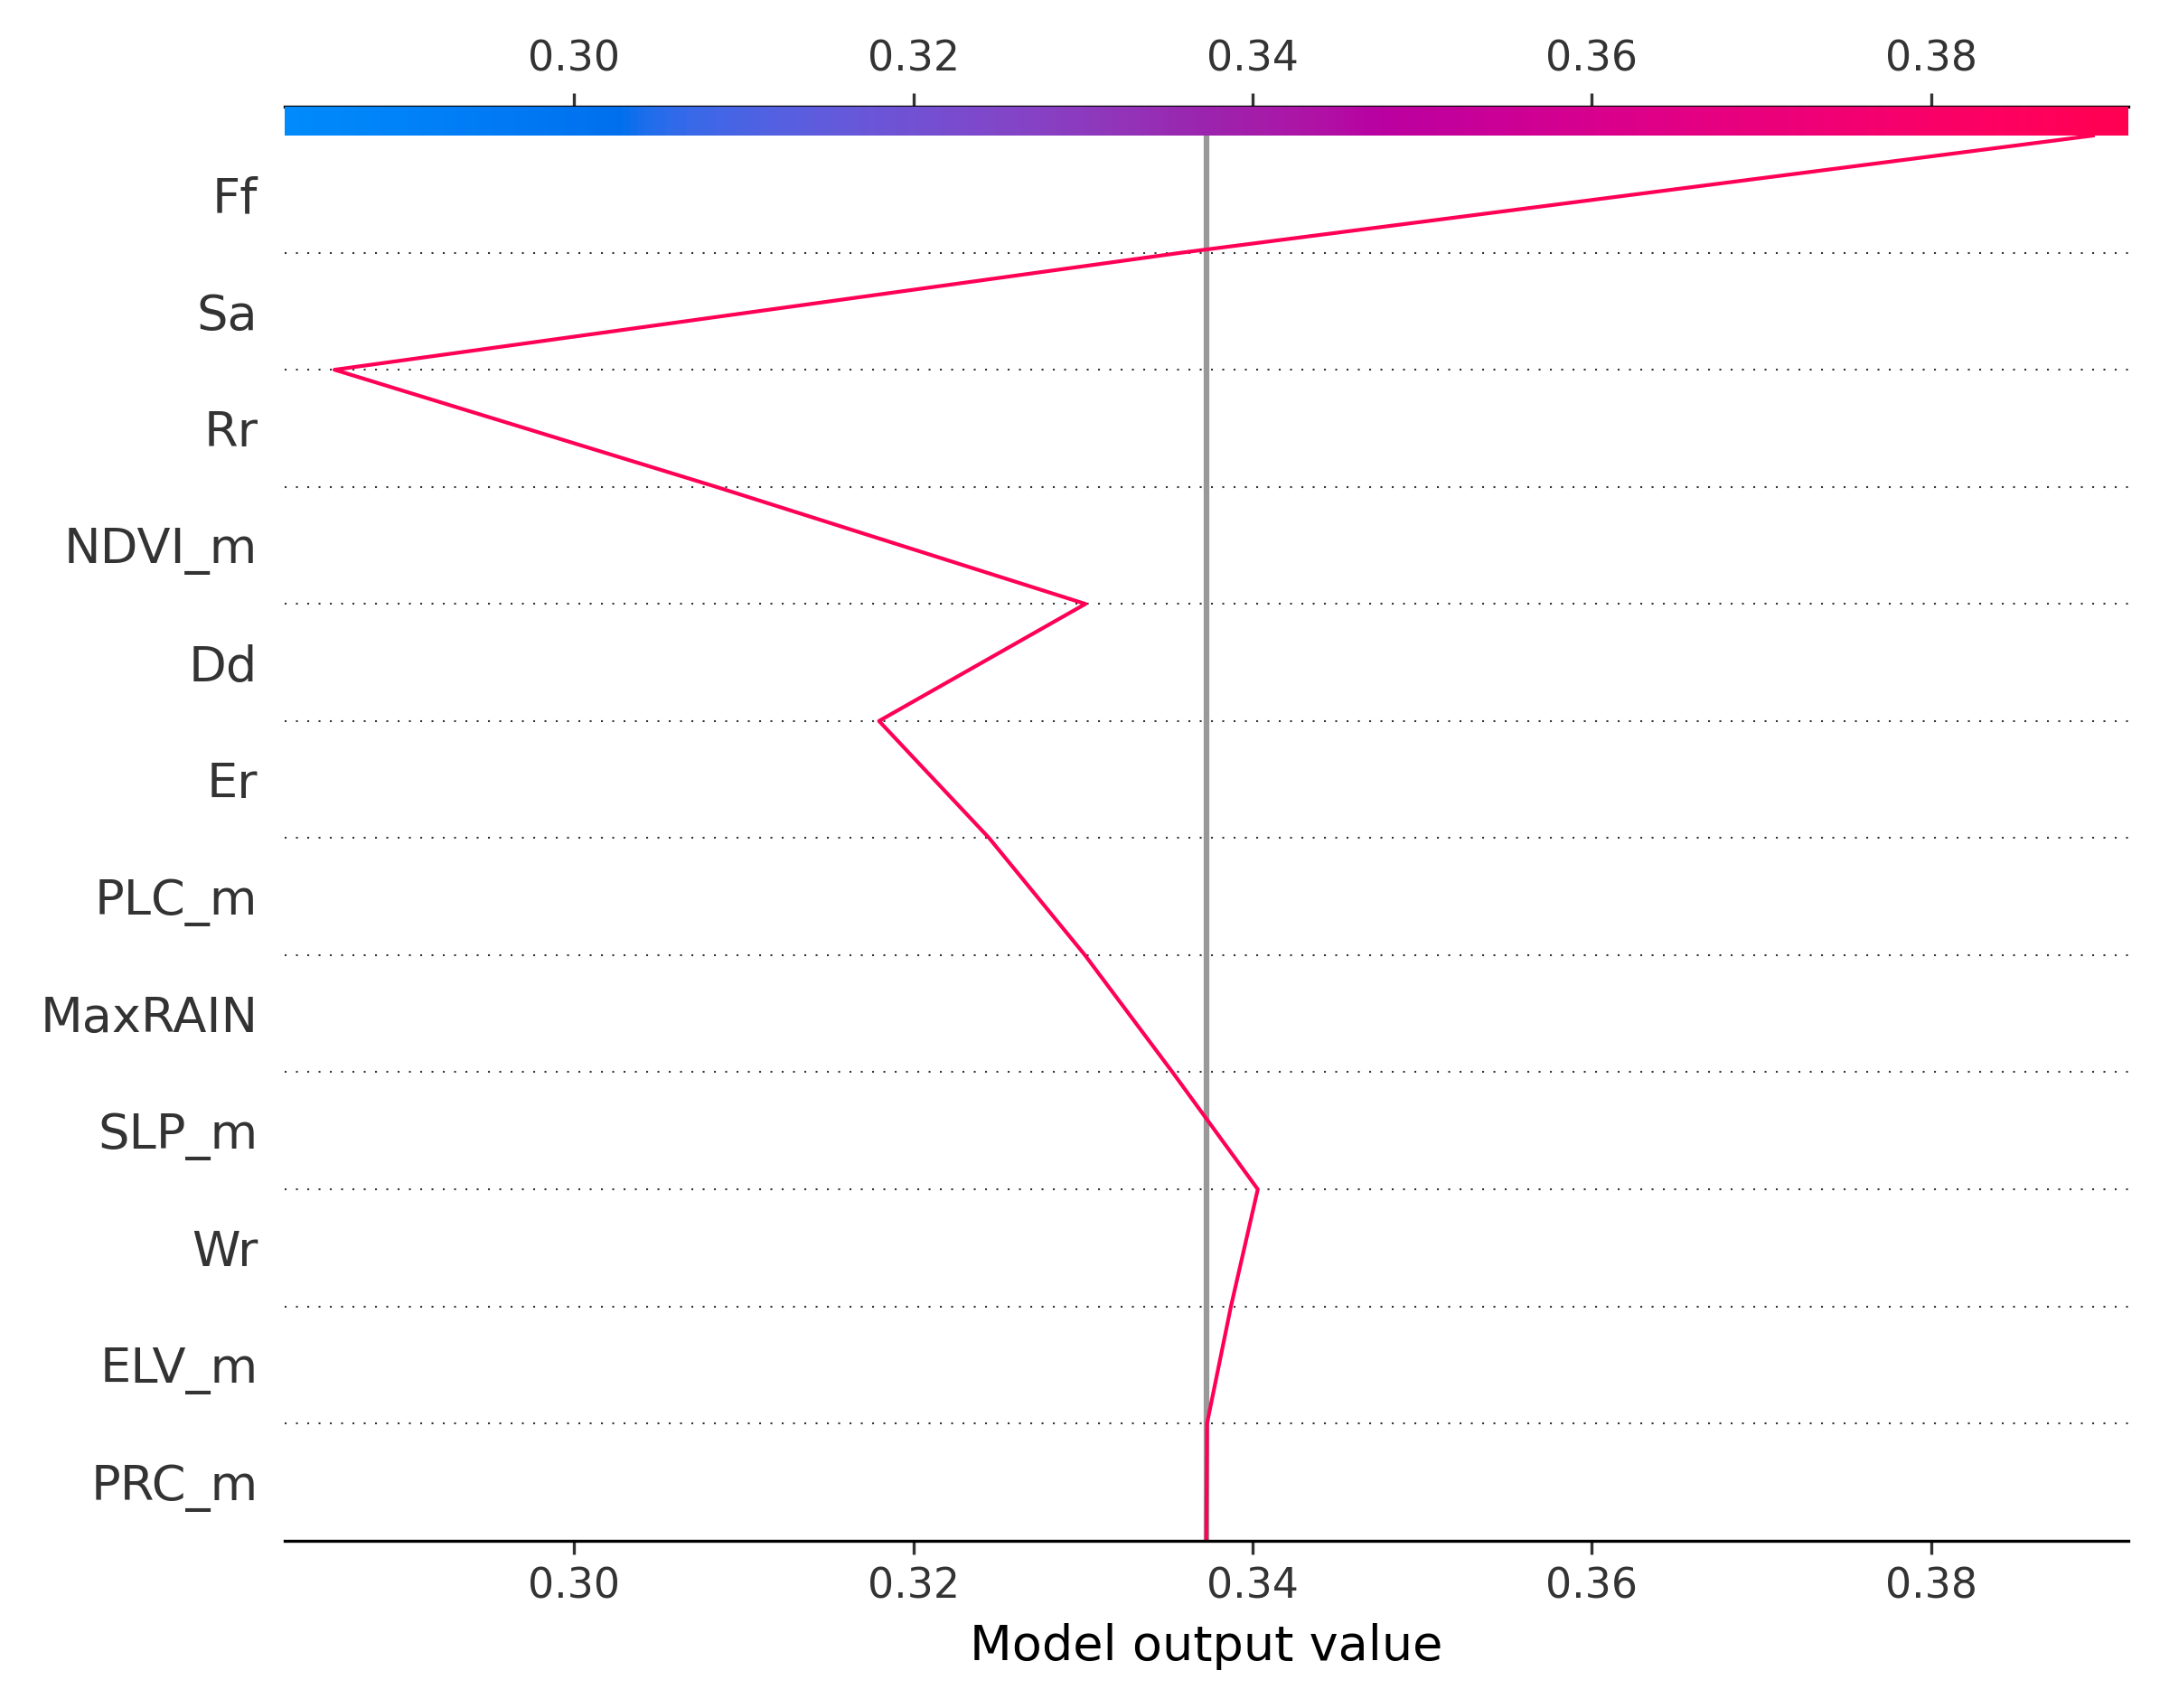 0.30 0.32 0.34 0.36 0.38
Ff
Sa
Rr
NDVI_m
Dd
Er
PLC_m
MaxRAIN
SLP_m
Wr
ELV_m
PRC_m
0.30 0.32 0.34 0.36 0.38
Model output value